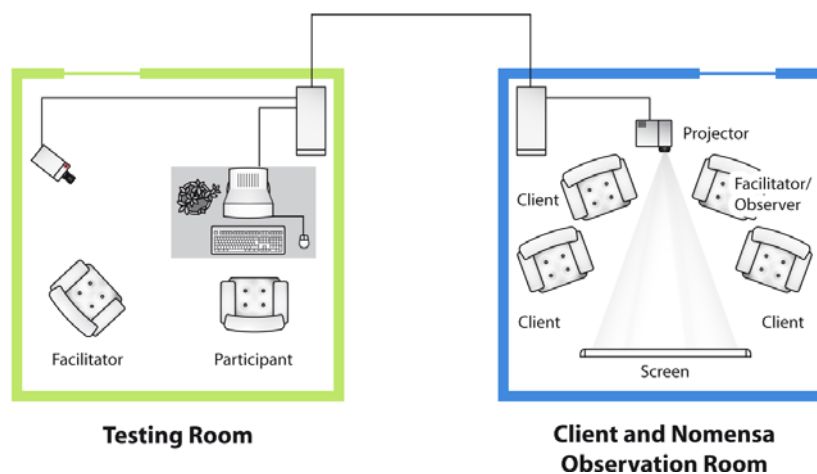 Projector
Client
Facilitator/
Observer
Client
Client
Facilitator
Participant
Screen
Testing Room
Client and Nomensa
Observation Room